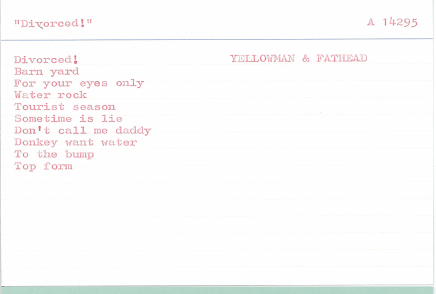 "Divorced!" A 14295
Divorced! YELLOWMAN & FATHEAD
Barn yard
For your eyes only
Water rock
Tourist season
Sometime is lie
Don't call me daddy
Donkey want water
To the bump
Top form